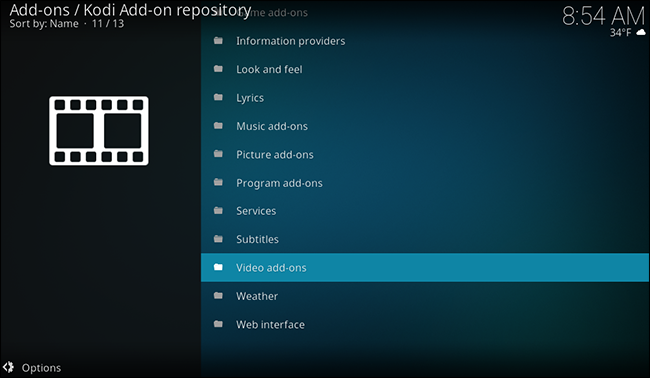 Add-ons / Kodi Add-on repository
Sort by: Name · 11 / 13
8:54 AM
34°F
add-ons
Information providers
Look and feel
Lyrics
Music add-ons
Picture add-ons
Program add-ons
Services
Subtitles
Video add-ons
Weather
Web interface
Options